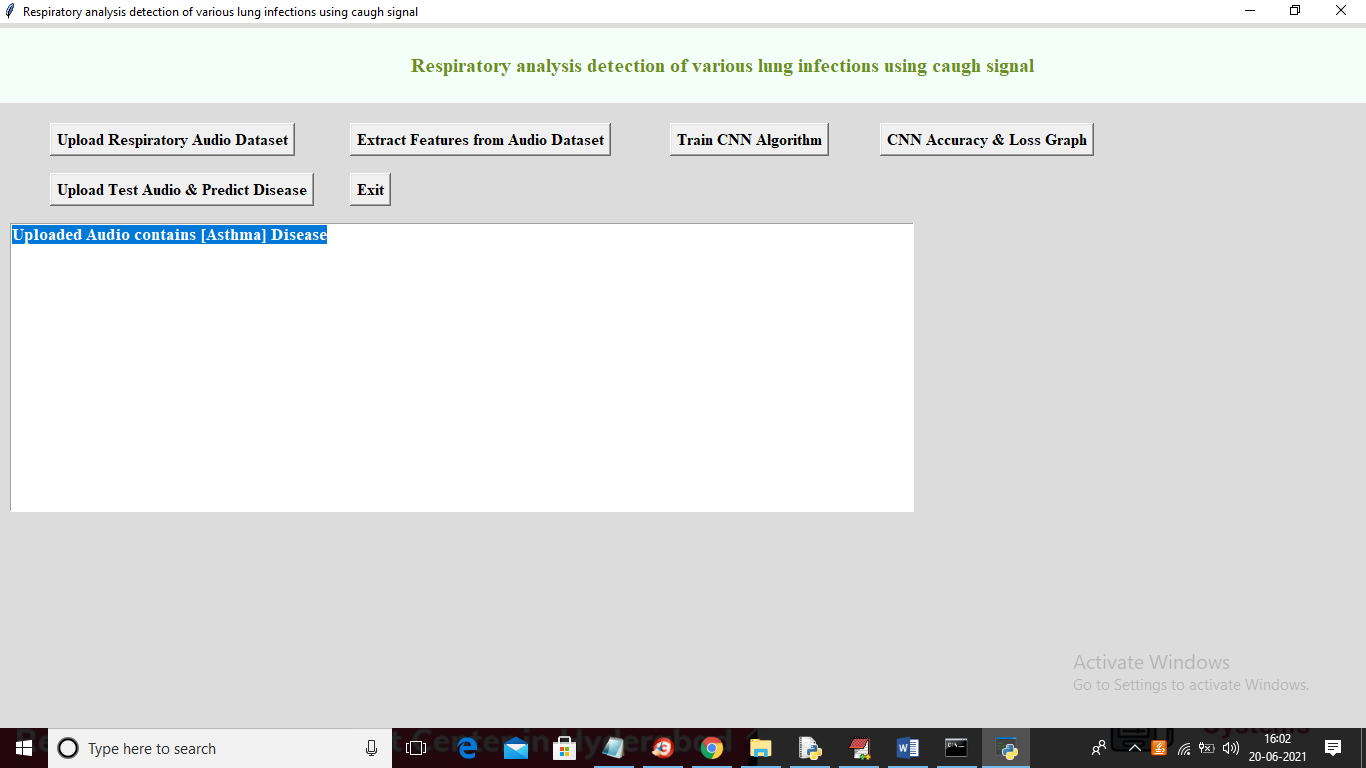 Respiratory analysis detection of various lung infections using caugh signal
Respiratory analysis detection of various lung infections using caugh signal
Upload Respiratory Audio Dataset
Extract Features from Audio Dataset
Train CNN Algorithm
CNN Accuracy & Loss Graph
Upload Test Audio & Predict Disease
Exit
Uploaded Audio contains [Asthma] Disease
Activate Windows
Go to Settings to activate Windows.
Type here to search
16:02
20-06-2021